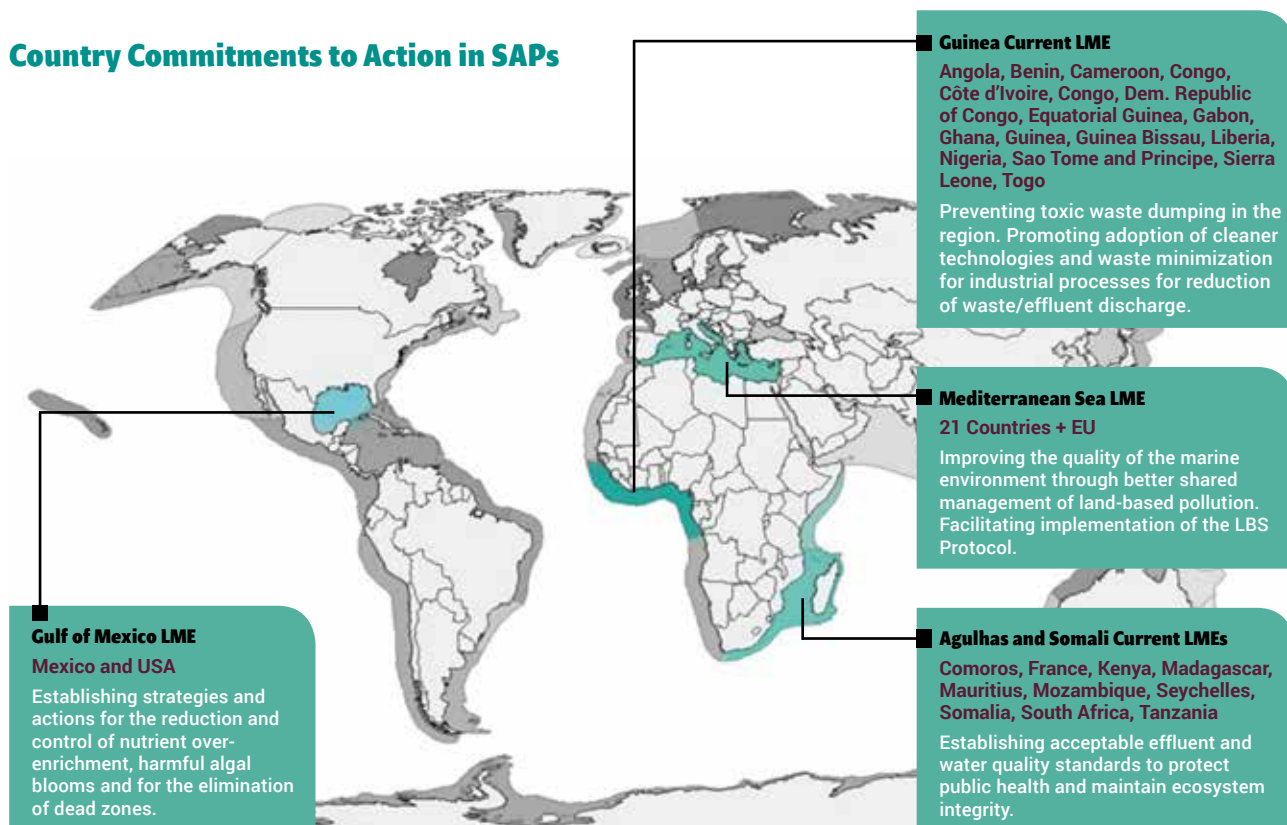 Country Commitments to Action in SAPs
Guinea Current LME
Angola, Benin, Cameroon, Congo,
Côte d'Ivoire, Congo, Dem. Republic
of Congo, Equatorial Guinea, Gabon,
Ghana, Guinea, Guinea Bissau, Liberia,
Nigeria, Sao Tome and Principe, Sierra
Leone, Togo
Preventing toxic waste dumping in the
region. Promoting adoption of cleaner
technologies and waste minimization
for industrial processes for reduction
of waste/effluent discharge.
Mediterranean Sea LME
21 Countries + EU
Improving the quality of the marine
environment through better shared
management of land-based pollution.
Facilitating implementation of the LBS
Protocol.
Gulf of Mexico LME
Mexico and USA
Establishing strategies and
actions for the reduction and
control of nutrient over-
enrichment, harmful algal
blooms and for the elimination
of dead zones.
Agulhas and Somali Current LMEs
Comoros, France, Kenya, Madagascar,
Mauritius, Mozambique, Seychelles,
Somalia, South Africa, Tanzania
Establishing acceptable effluent and
water quality standards to protect
public health and maintain ecosystem
integrity.